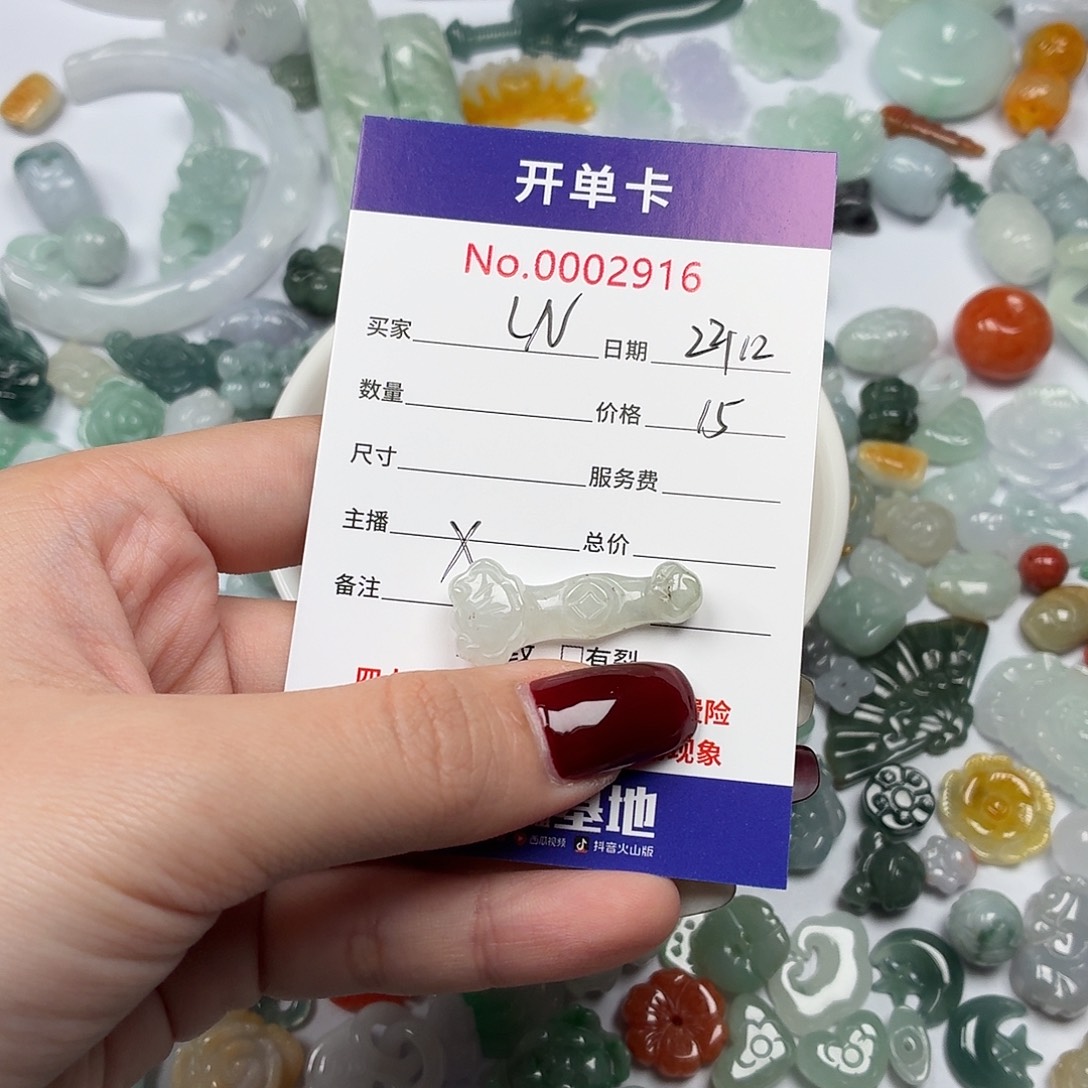 开单卡
No.0002916
买家 LN 日期 23/12
数量 价格 15
尺寸 服务费
主播 X 总价
备注
有裂
险
现象
基地
西瓜视频 抖音火山版